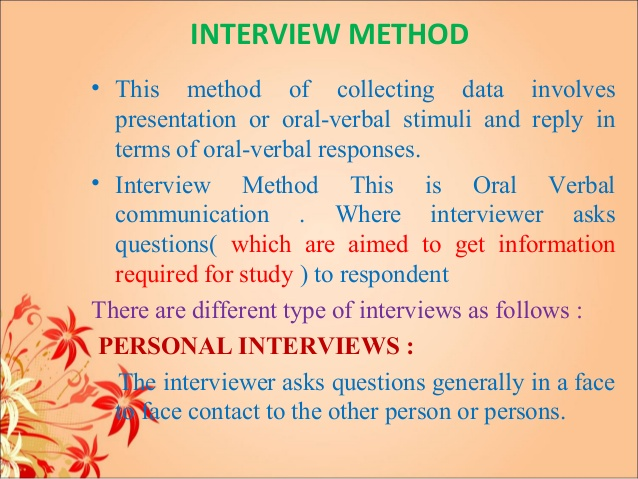 INTERVIEW METHOD
• This method of collecting data involves
presentation or oral-verbal stimuli and reply in
terms of oral-verbal responses.
• Interview Method This is Oral Verbal
communication . Where interviewer asks
questions( which are aimed to get information
required for study ) to respondent
There are different type of interviews as follows :
PERSONAL INTERVIEWS :
The interviewer asks questions generally in a face
to face contact to the other person or persons.